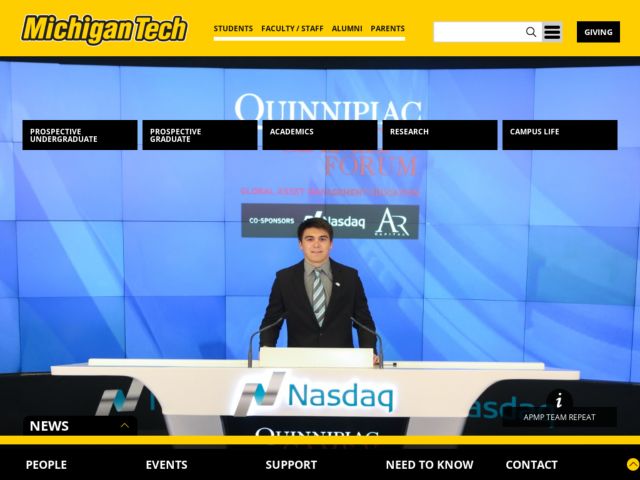 Michigan Tech
STUDENTS FACULTY / STAFF ALUMNI PARENTS
GIVING
QUINNIPIAC
PROSPECTIVE UNDERGRADUATE
PROSPECTIVE GRADUATE
ACADEMICS
RESEARCH
CAMPUS LIFE
FORUM
GLOBAL ASSET MANAGEMENT EDUCATION
CO-SPONSORS Nasdaq AR
CAPITAL
Nasdaq
Nasdaq
i
APMP TEAM REPEAT
NEWS
QUINNIPIAC
PEOPLE EVENTS SUPPORT NEED TO KNOW CONTACT